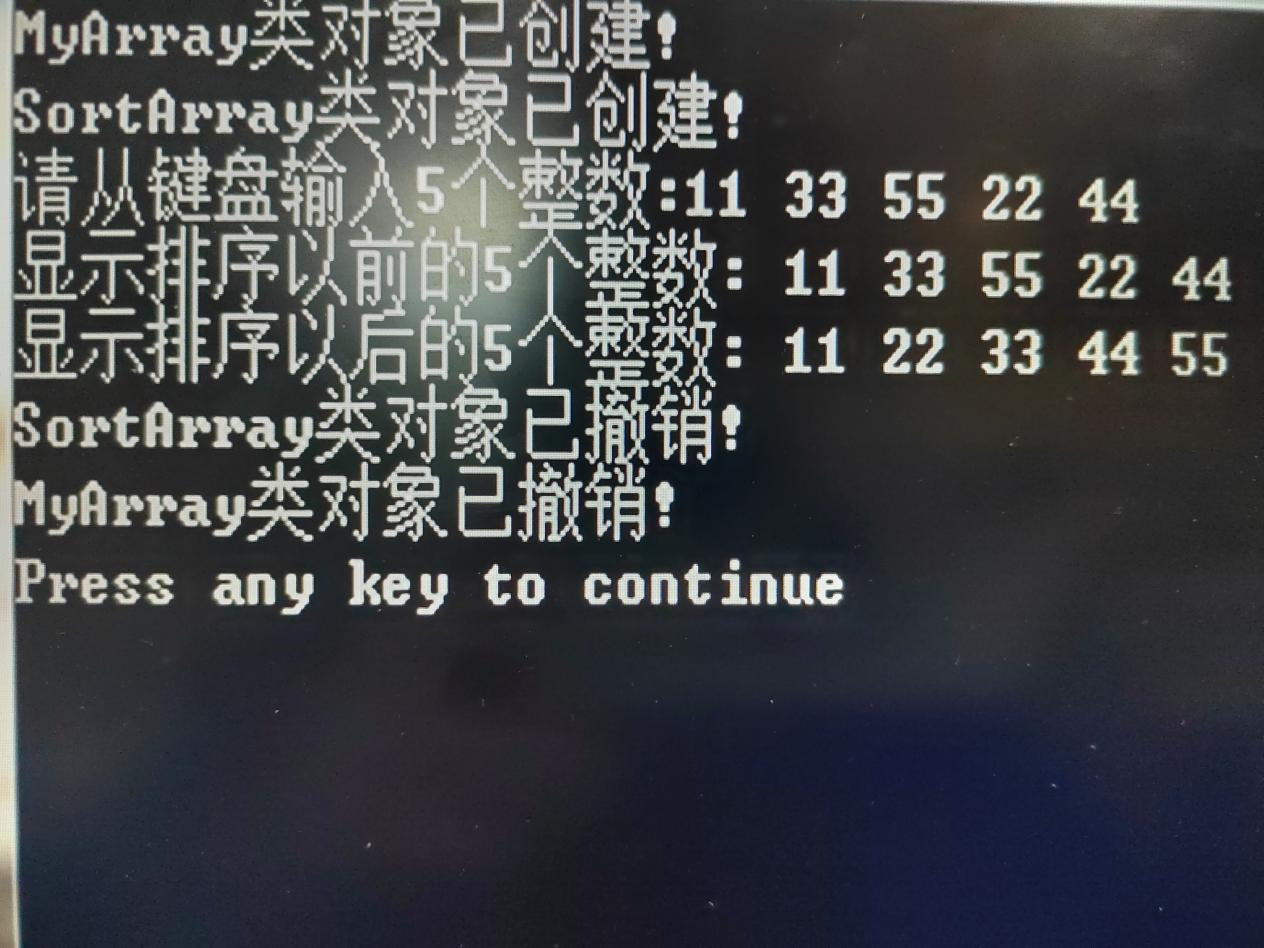 MyArray类对象已创建!
SortArray类对象已创建!
请从键盘输入5个整数:11 33 55 22 44
显示排序以前的5个整数: 11 33 55 22 44
显示排序以后的5个整数: 11 22 33 44 55
SortArray类对象已撤销!
MyArray类对象已撤销!
Press any key to continue